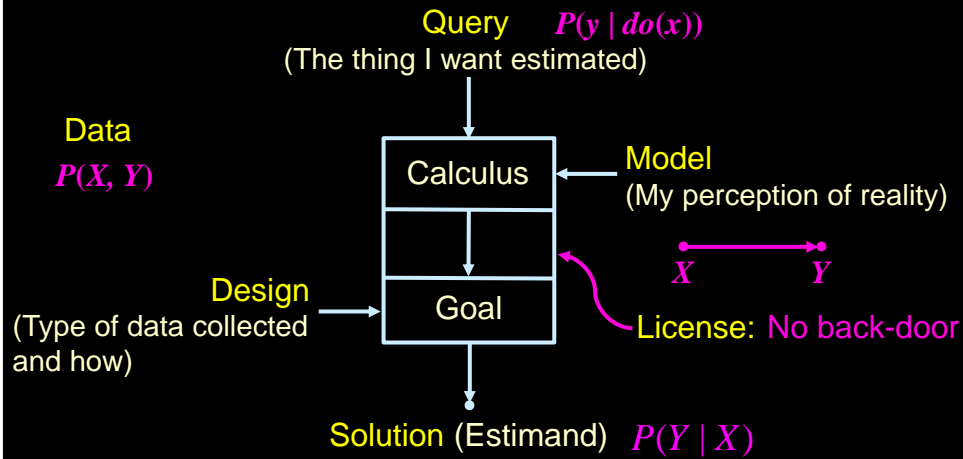 Query P(y | do(x))
(The thing I want estimated)
Data
P(X, Y)
Calculus
Model
(My perception of reality)
X Y
Design
(Type of data collected
and how)
Goal
License: No back-door
Solution (Estimand) P(Y | X)